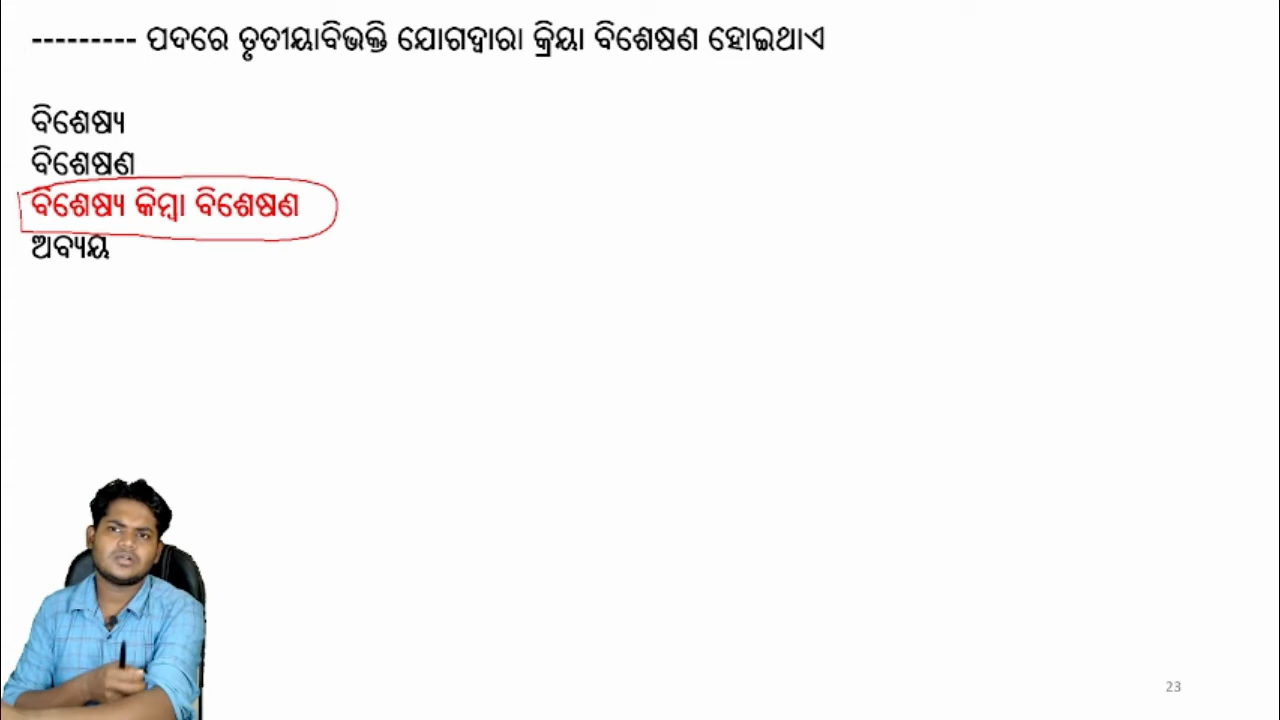 --------- ପଦରେ ତୃତୀୟାବିଭକ୍ତି ଯୋଗଦ୍ୱାରା କ୍ରିୟା ବିଶେଷଣ ହୋଇଥାଏ
ବିଶେଷ୍ୟ
ବିଶେଷଣ
ବିଶେଷ୍ୟ କିମ୍ବା ବିଶେଷଣ
ଅବ୍ୟୟ
23